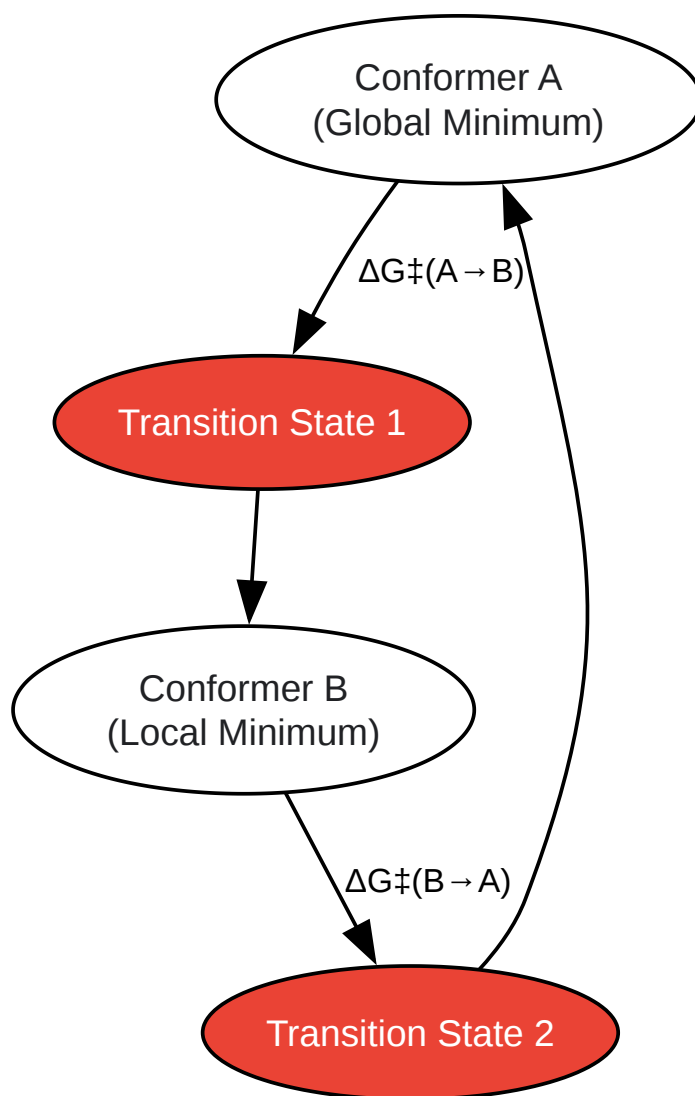 Conformer A
(Global Minimum)
ΔG‡(A→B)
Transition State 1
Conformer B
(Local Minimum)
ΔG‡(B→A)
Transition State 2